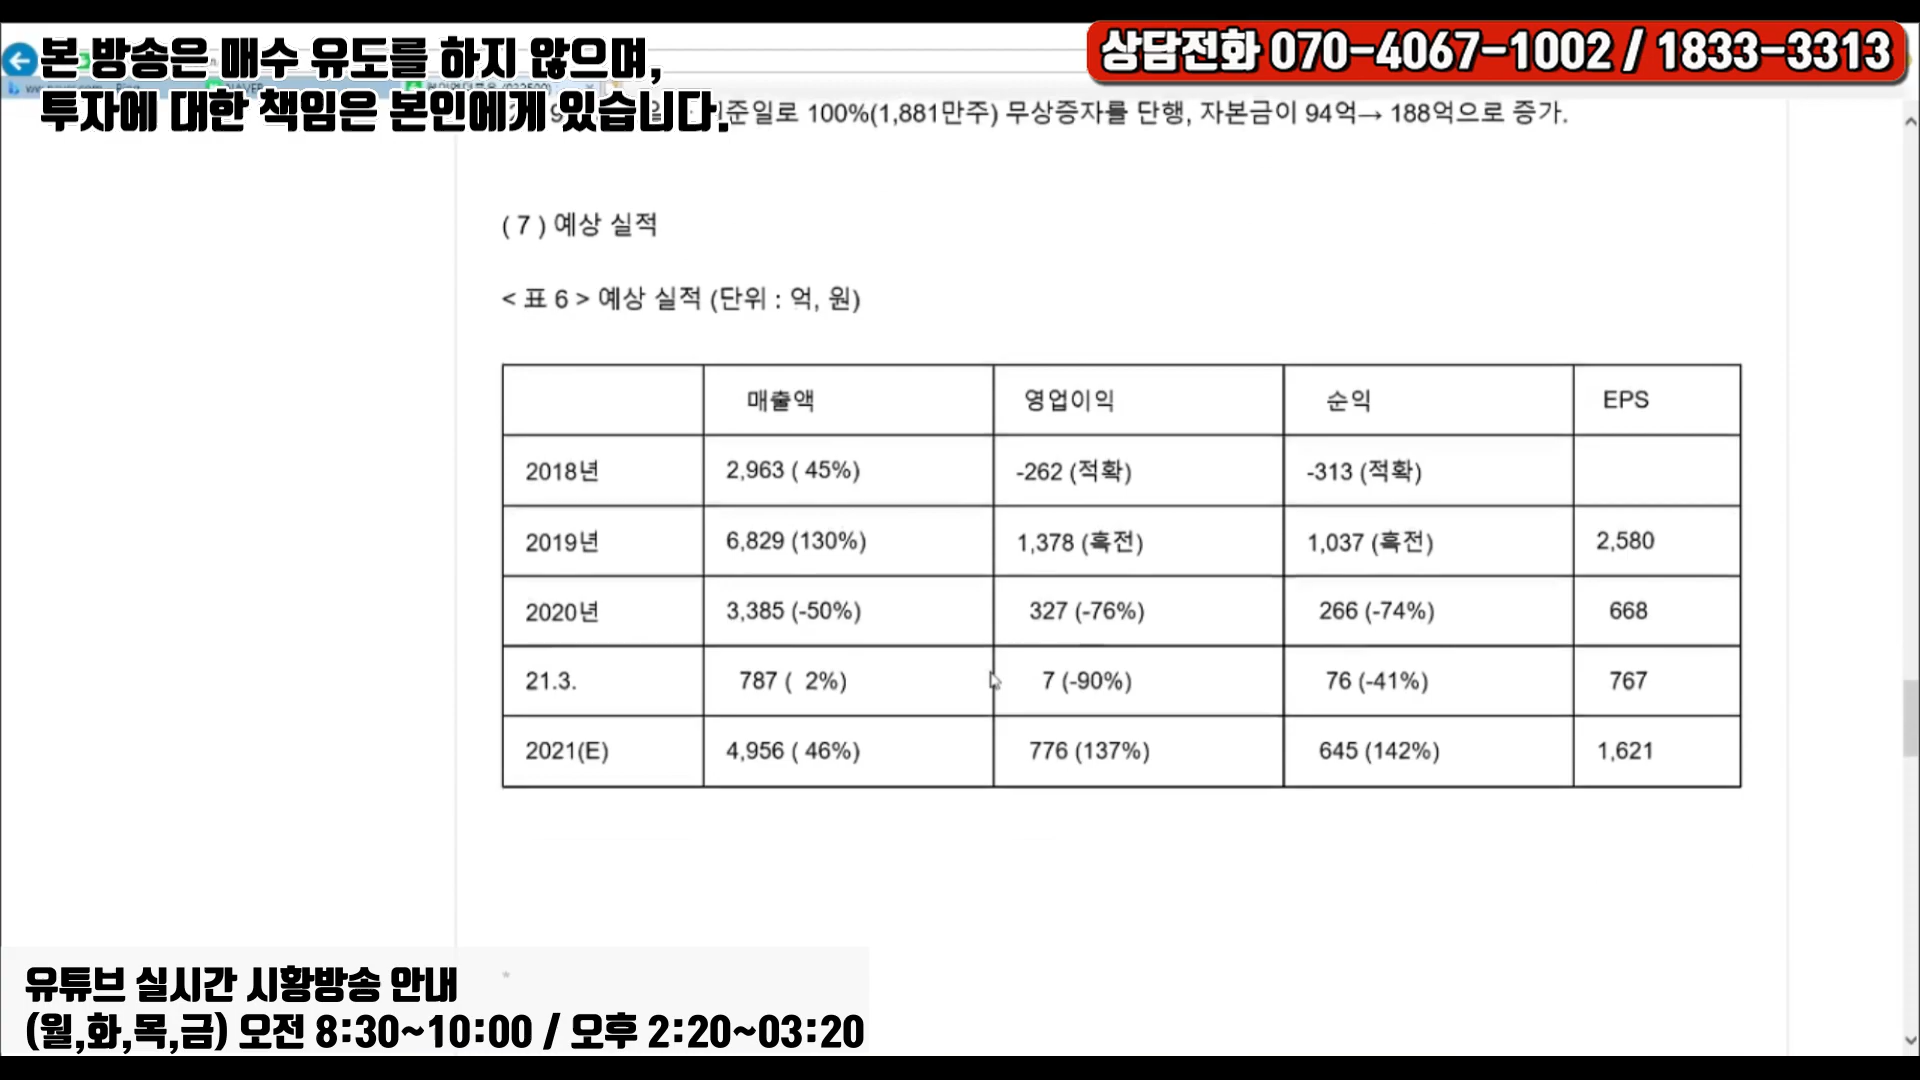 본 방송은 매수 유도를 하지 않으며,
투자에 대한 책임은 본인에게 있습니다.
상담전화 070-4067-1002 / 1833-3313
준일로 100%(1,881만주) 무상증자를 단행, 자본금이 94억→ 188억으로 증가.
( 7 ) 예상 실적
< 표 6 > 예상 실적 (단위 : 억, 원)
매출액 영업이익 순익 EPS
2018년 2,963 ( 45%) -262 (적확) -313 (적확)
2019년 6,829 (130%) 1,378 (흑전) 1,037 (흑전) 2,580
2020년 3,385 (-50%) 327 (-76%) 266 (-74%) 668
21.3. 787 ( 2%) 7 (-90%) 76 (-41%) 767
2021(E) 4,956 ( 46%) 776 (137%) 645 (142%) 1,621
*
유튜브 실시간 시황방송 안내
(월,화,목,금) 오전 8:30~10:00 / 오후 2:20~03:20